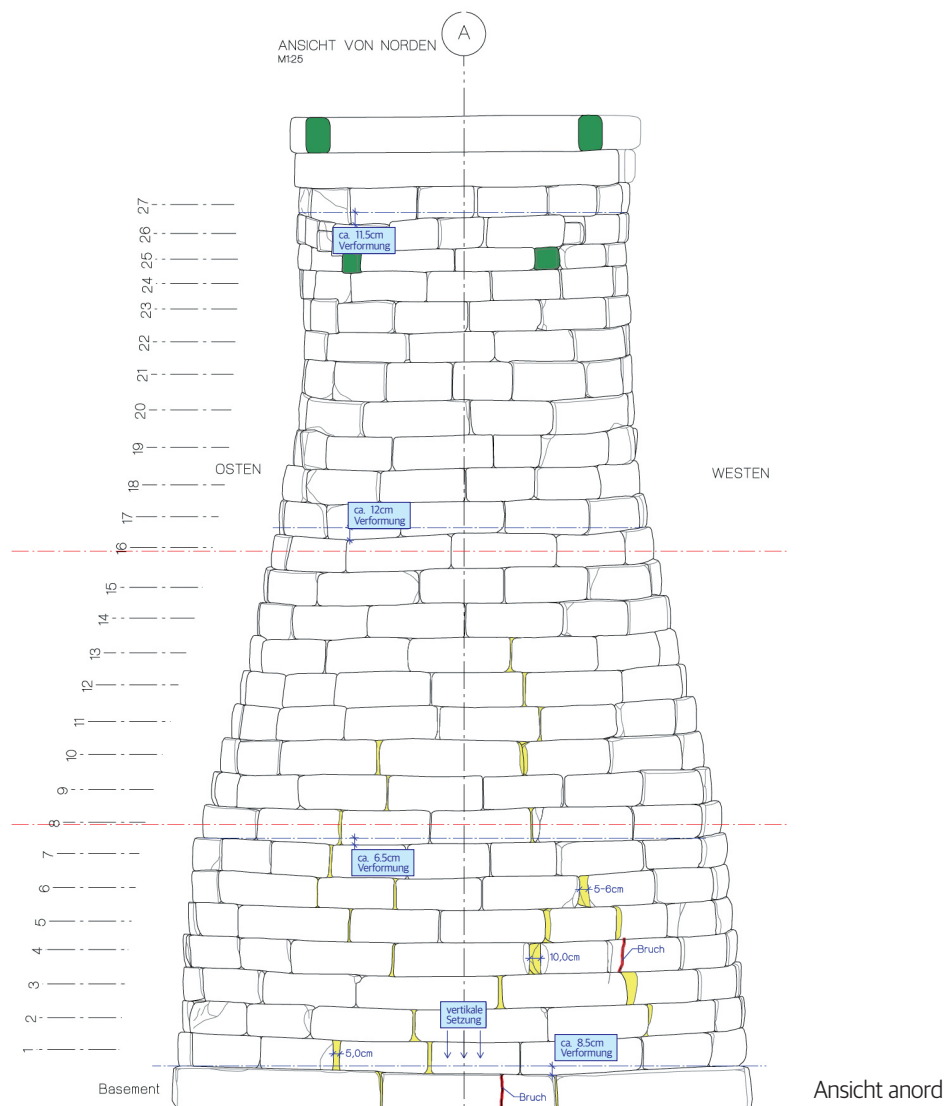 A
ANSICHT VON NORDEN
M1:25
27
ca. 11,5cm
Verformung
26
25
24
23
22
21
20
19
OSTEN
WESTEN
18
ca. 12cm
Verformung
17
16
15
14
13
12
11
10
9
8
7
ca. 6.5cm
Verformung
6
5-6cm
5
4
Bruch
10,0cm
3
vertikale
Setzung
2
ca. 8.5cm
Verformung
1
5,0cm
Basement
Bruch
Ansicht anord